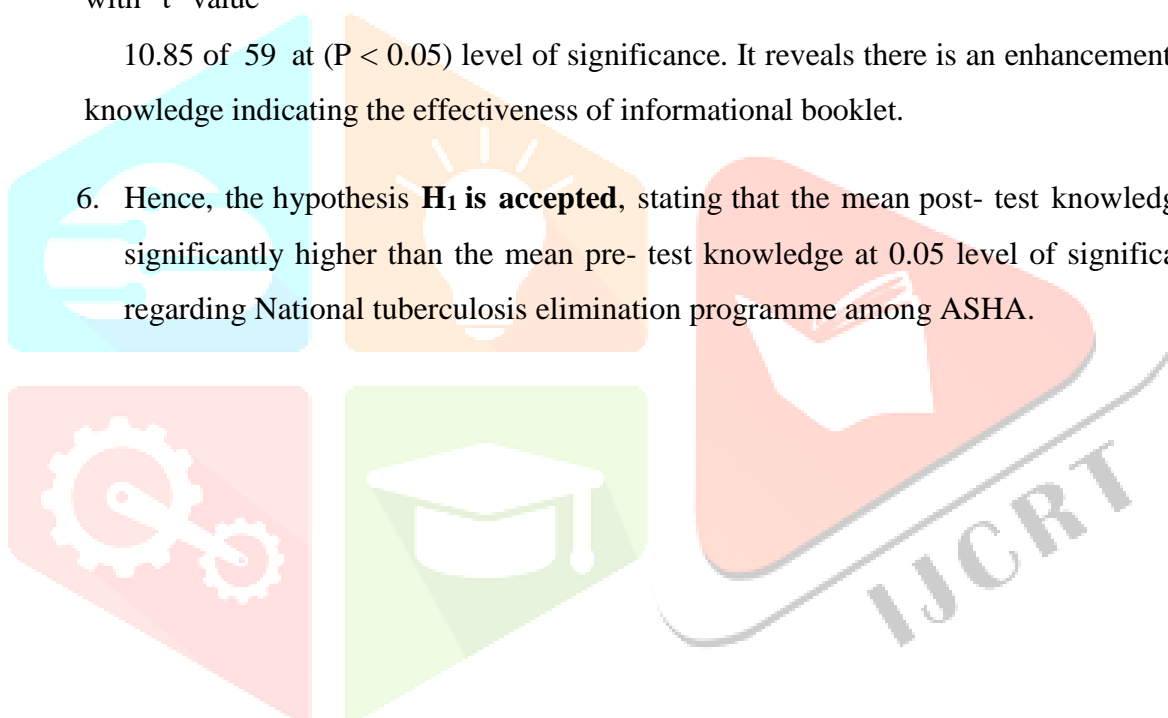 with "t" value
10.85 of 59 at (P < 0.05) level of significance. It reveals there is an enhancement
knowledge indicating the effectiveness of informational booklet.
6. Hence, the hypothesis H₁ is accepted, stating that the mean post- test
significantly higher than the mean pre- test knowledge at 0.05 level of
regarding National tuberculosis elimination programme among ASHA.
IJCRT